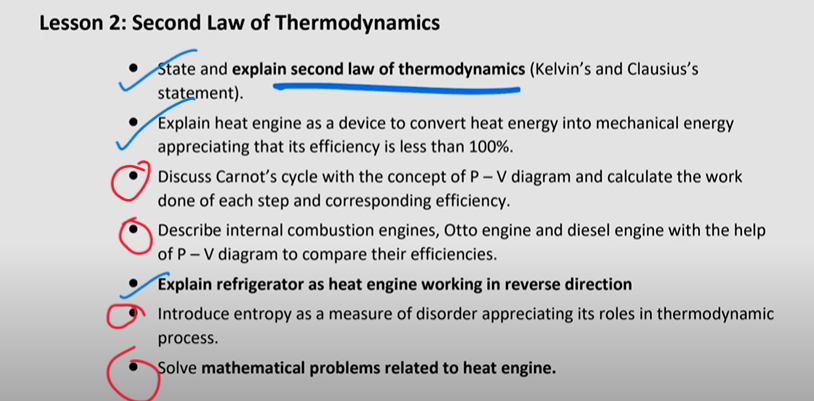 Lesson 2: Second Law of Thermodynamics
• State and explain second law of thermodynamics (Kelvin's and Clausius's
statement).
• Explain heat engine as a device to convert heat energy into mechanical energy
appreciating that its efficiency is less than 100%.
• Discuss Carnot's cycle with the concept of P – V diagram and calculate the work
done of each step and corresponding efficiency.
• Describe internal combustion engines, Otto engine and diesel engine with the help
of P – V diagram to compare their efficiencies.
• Explain refrigerator as heat engine working in reverse direction
• Introduce entropy as a measure of disorder appreciating its roles in thermodynamic
process.
• Solve mathematical problems related to heat engine.